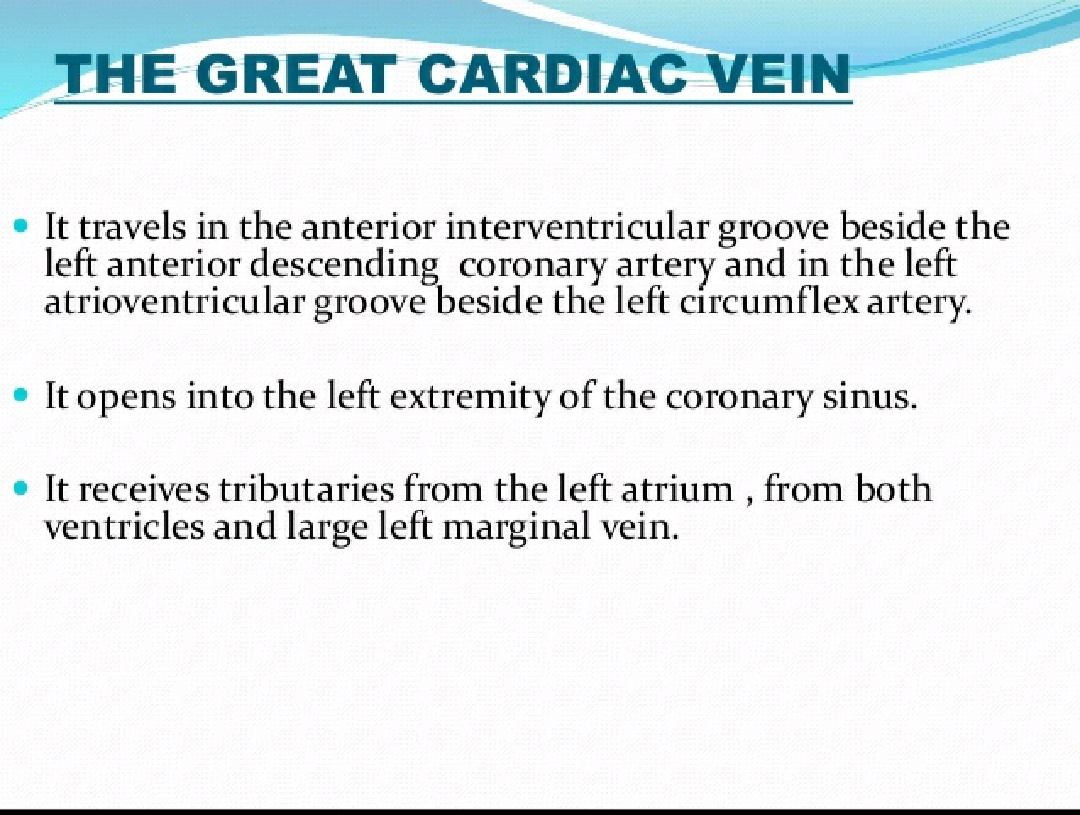 THE GREAT CARDIAC VEIN
• It travels in the anterior interventricular groove beside the
left anterior descending  coronary artery and in the left
atrioventricular groove beside the left circumflex artery.
• It opens into the left extremity of the coronary sinus.
• It receives tributaries from the left atrium , from both
ventricles and large left marginal vein.